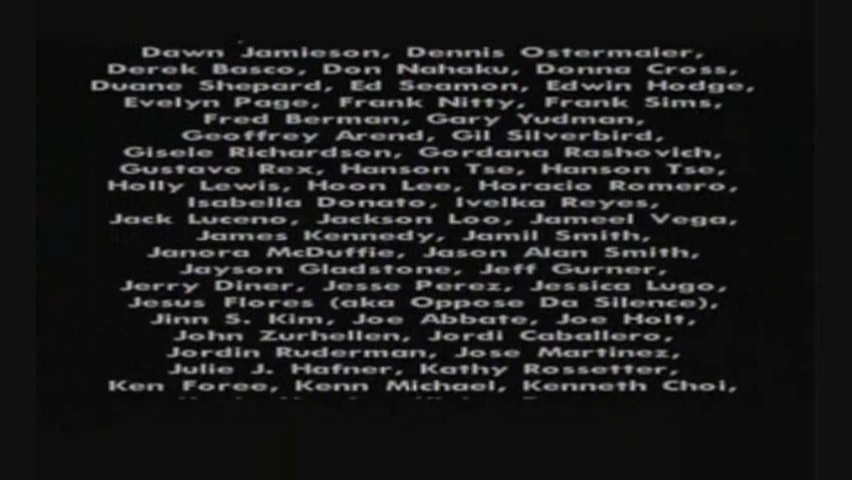 Dawn Jamieson, Dennis Ostermaier,
Derek Basco, Don Nahaku, Donna Cross,
Duane Shepard, Ed Seamon, Edwin Hodge,
Evelyn Page, Frank Nitty, Frank Sims,
Fred Berman, Gary Yudman,
Geoffrey Arend, Gil Silverbird,
Gisele Richardson, Gordana Rashovich,
Gustavo Rex, Hanson Tse, Hanson Tse,
Holly Lewis, Hoon Lee, Horacio Romero,
Isabella Donato, Ivelka Reyes,
Jack Luceno, Jackson Loo, Jameel Vega,
James Kennedy, Jamil Smith,
Janora McDuffie, Jason Alan Smith,
Jayson Gladstone, Jeff Gurner,
Jerry Diner, Jesse Perez, Jessica Lugo,
Jesus Flores (aka Oppose Da Silence),
Jinn S. Kim, Joe Abbate, Joe Holt,
John Zurhellen, Jordi Caballero,
Jordin Ruderman, Jose Martinez,
Julie J. Hafner, Kathy Rossetter,
Ken Foree, Kenn Michael, Kenneth Choi,